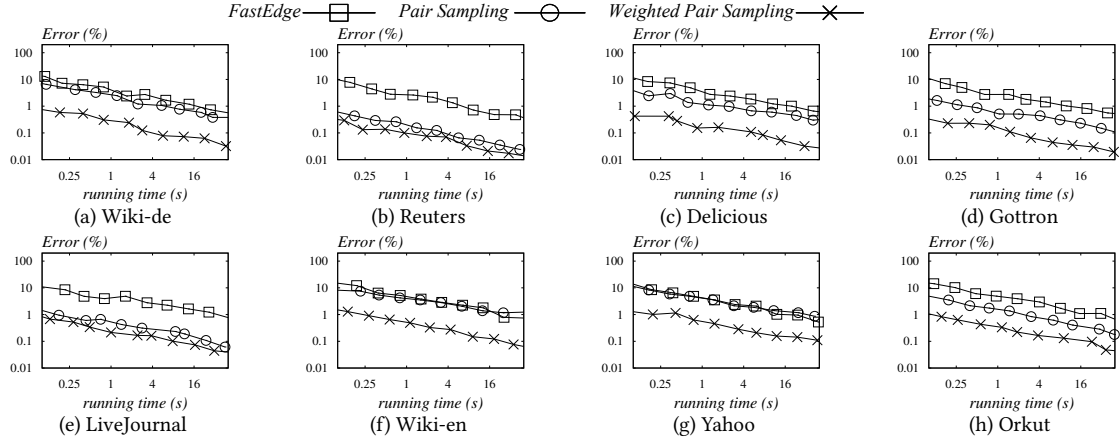 FastEdge Pair Sampling Weighted Pair Sampling
Error (%) Error (%) Error (%) Error (%)
100 100 100 100
10 10 10 10
1 1 1 1
0.1 0.1 0.1 0.1
0.01 0.01 0.01 0.01
0.25 1 4 16 0.25 1 4 16 0.25 1 4 16 0.25 1 4 16
running time (s) running time (s) running time (s) running time (s)
(a) Wiki-de (b) Reuters (c) Delicious (d) Gottron
Error (%) Error (%) Error (%) Error (%)
100 100 100 100
10 10 10 10
1 1 1 1
0.1 0.1 0.1 0.1
0.01 0.01 0.01 0.01
0.25 1 4 16 0.25 1 4 16 0.25 1 4 16 0.25 1 4 16
running time (s) running time (s) running time (s) running time (s)
(e) LiveJournal (f) Wiki-en (g) Yahoo (h) Orkut